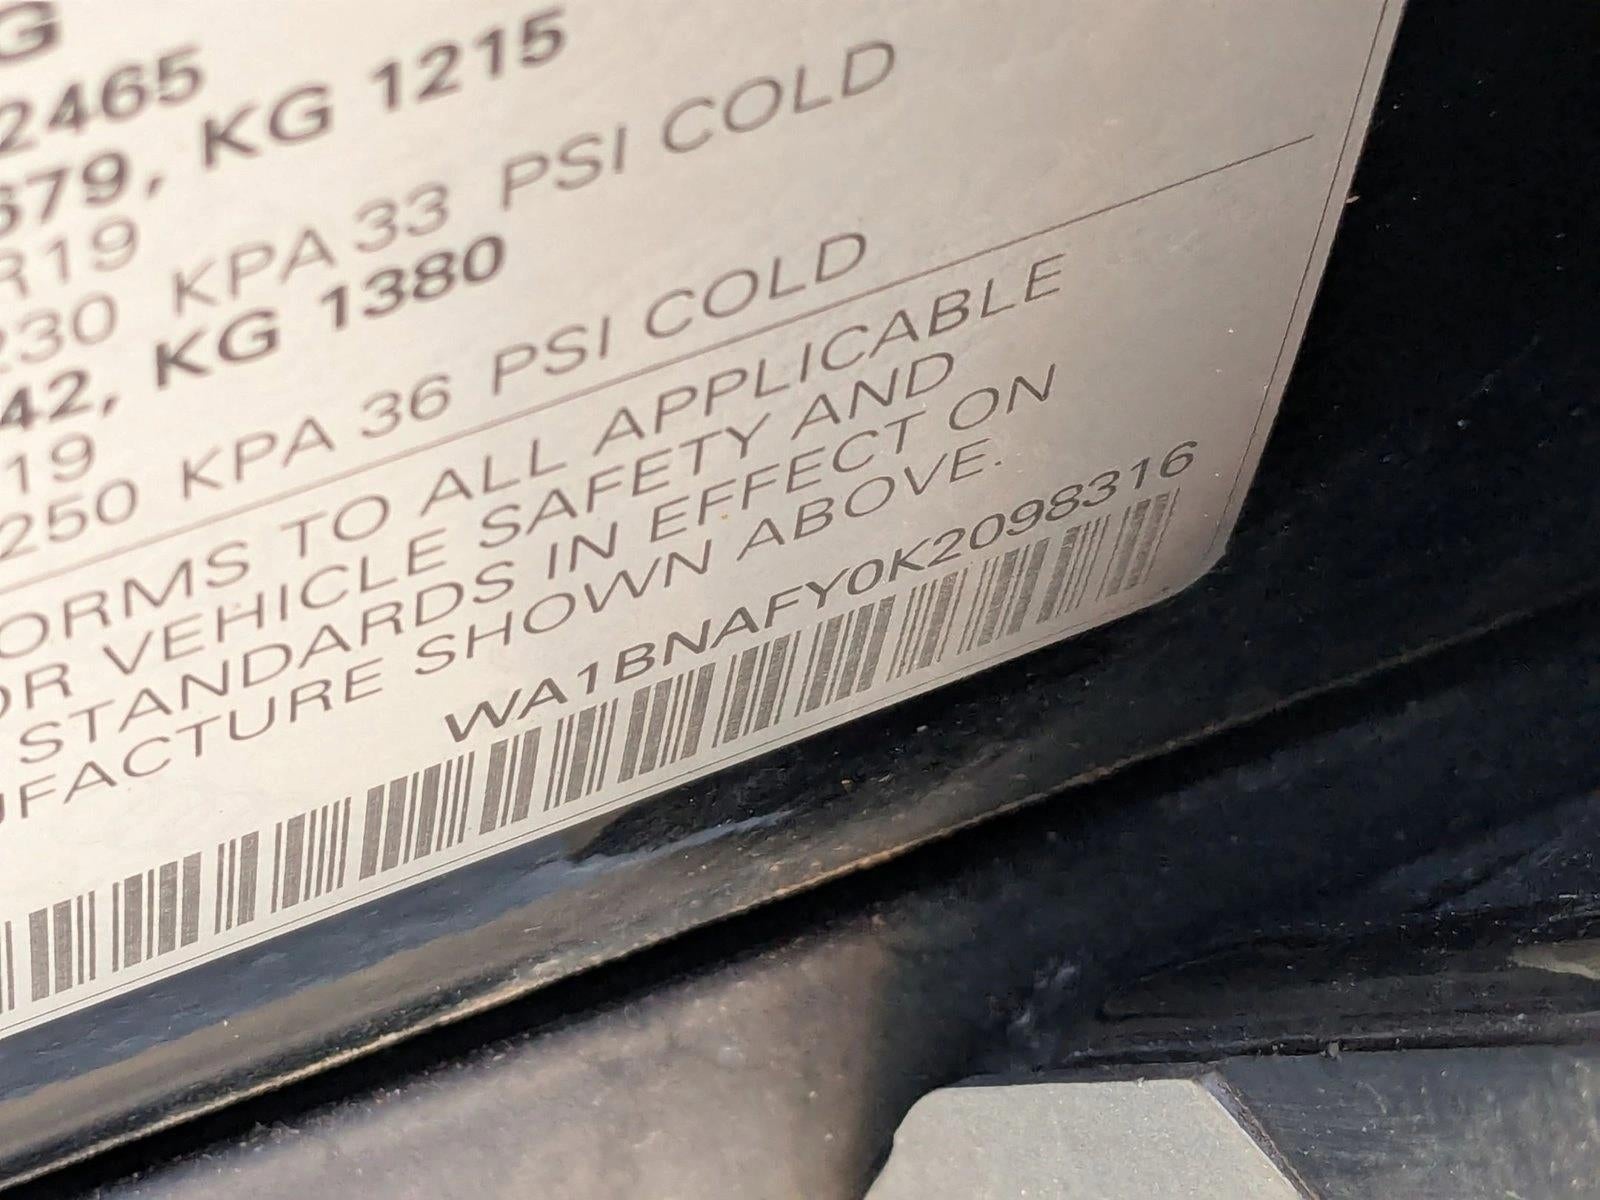 G
2465
679, KG 1215
R19
230 KPA 33 PSI COLD
42, KG 1380
19
250 KPA 36 PSI COLD
ORMS TO ALL APPLICABLE
OR VEHICLE SAFETY AND
STANDARDS IN EFFECT ON
UFACTURE SHOWN ABOVE.
WA1BNAFY0K2098316